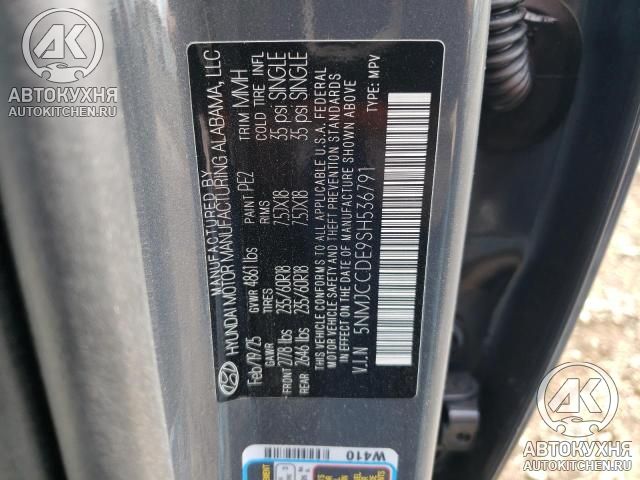 MANUFACTURED BY
HYUNDAI MOTOR MANUFACTURING ALABAMA, LLC
Feb/19/25 GVWR 4861 lbs PAINT PE2 TRIM MMH
GAWR TIRES RIMS COLD TIRE INFL
FRONT 2778 lbs 235/60R18 7.5JX18 35 psi SINGLE
REAR 2646 lbs 235/60R18 7.5JX18 35 psi SINGLE
THIS VEHICLE CONFORMS TO ALL APPLICABLE U.S.A. FEDERAL
MOTOR VEHICLE SAFETY AND THEFT PREVENTION STANDARDS
IN EFFECT ON THE DATE OF MANUFACTURE SHOWN ABOVE
V.I.N 5NMJCCDE9SH536791 TYPE: MPV
W410
AK
АВТОКУХНЯ
AUTOKITCHEN.RU
AK
АВТОКУХНЯ
AUTOKITCHEN.RU